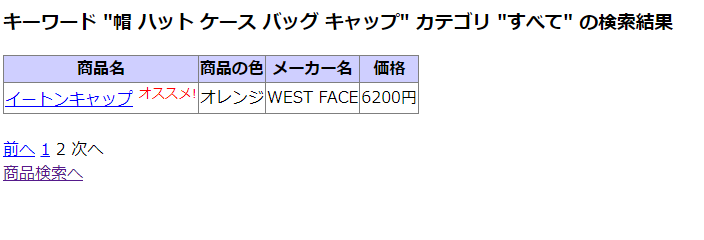 キーワード "帽 ハット ケース バッグ キャップ" カテゴリ "すべて" の検索結果
商品名 商品の色 メーカー名 価格
イートンキャップ オススメ! オレンジ WEST FACE 6200円
前へ 1 2 次へ
商品検索へ